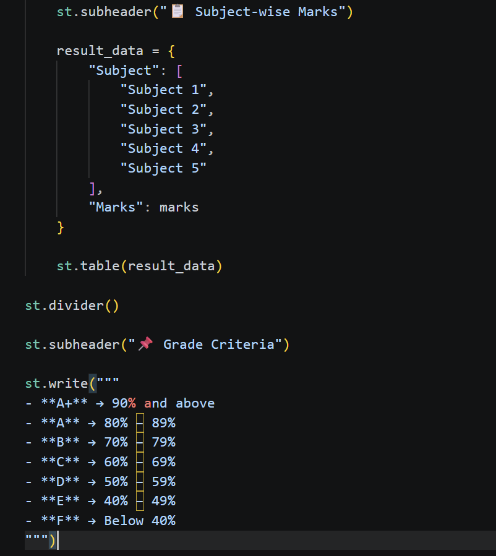 st.subheader("📋 Subject-wise Marks")
result_data = {
"Subject": [
"Subject 1",
"Subject 2",
"Subject 3",
"Subject 4",
"Subject 5"
],
"Marks": marks
}
st.table(result_data)
st.divider()
st.subheader("📌 Grade Criteria")
st.write("""
- **A+** → 90% and above
- **A** → 80% – 89%
- **B** → 70% – 79%
- **C** → 60% – 69%
- **D** → 50% – 59%
- **E** → 40% – 49%
- **F** → Below 40%
""")